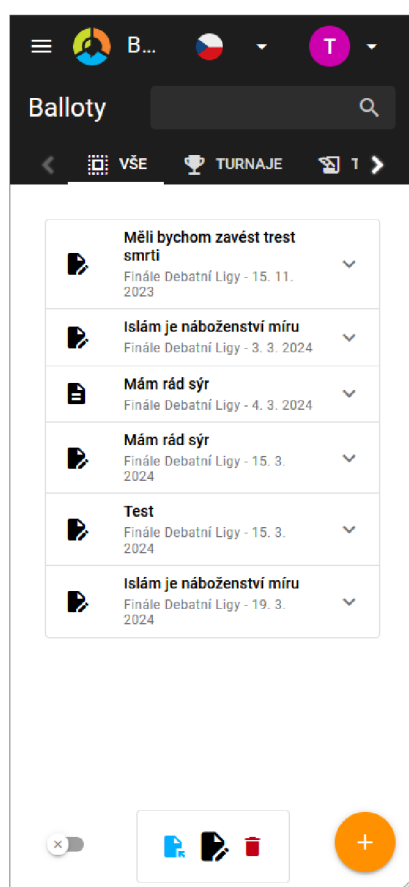 B...
T
Balloty
VŠE
TURNAJE
T
Měli bychom zavést trest
smrti
Finále Debatní Ligy - 15. 11.
2023
Islám je náboženství míru
Finále Debatní Ligy - 3. 3. 2024
Mám rád sýr
Finále Debatní Ligy - 4. 3. 2024
Mám rád sýr
Finále Debatní Ligy - 15. 3.
2024
Test
Finále Debatní Ligy - 15. 3.
2024
Islám je náboženství míru
Finále Debatní Ligy - 19. 3.
2024